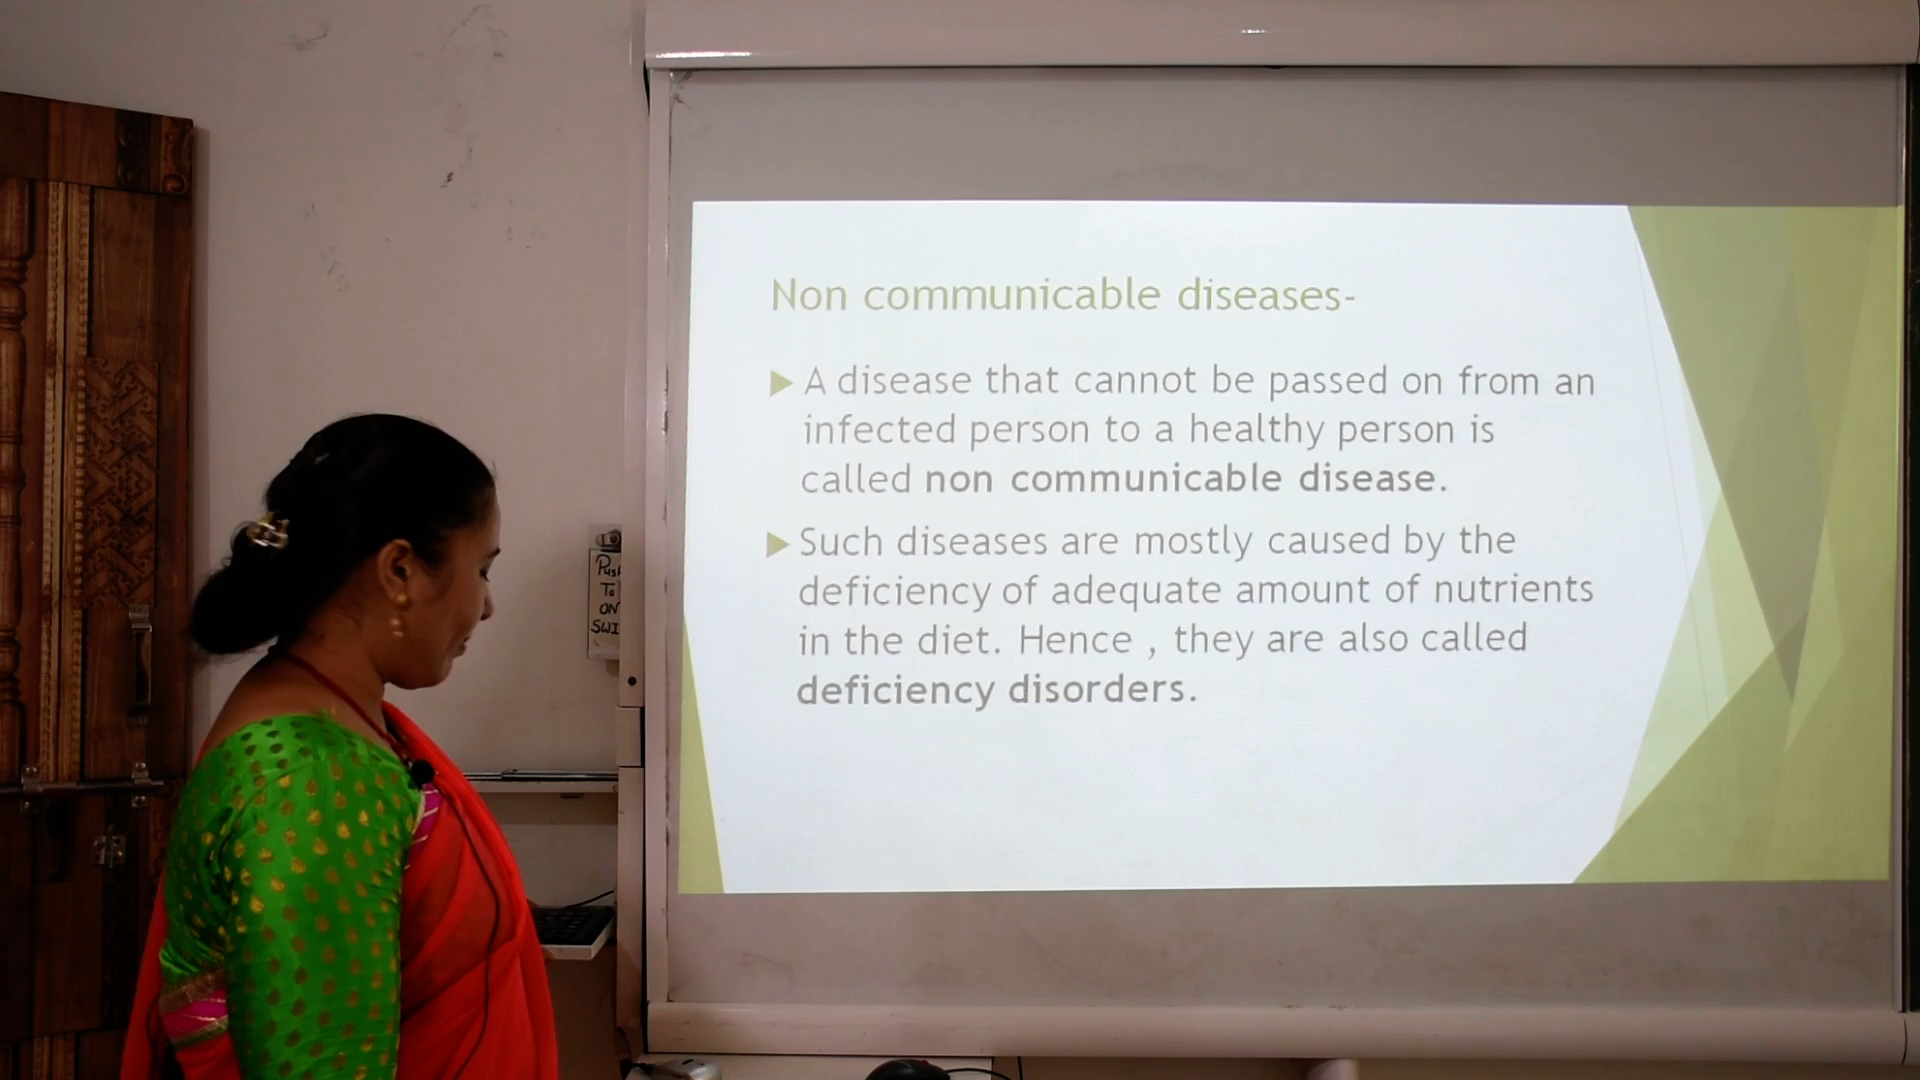 Non communicable diseases-
A disease that cannot be passed on from an
infected person to a healthy person is
called non communicable disease.
Such diseases are mostly caused by the
deficiency of adequate amount of nutrients
in the diet. Hence , they are also called
deficiency disorders.
To
ON